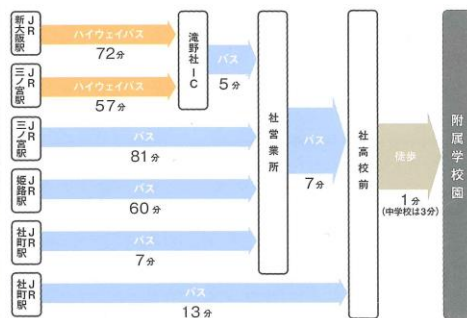 JR新大阪駅
ハイウェイバス
72分
滝野社IC
バス
5分
JR三ノ宮駅
ハイウェイバス
57分
JR三ノ宮駅
バス
81分
社営業所
バス
7分
社高校前
徒歩
1分
(中学校は3分)
附属学校園
JR姫路駅
バス
60分
JR社町駅
バス
7分
JR社町駅
バス
13分